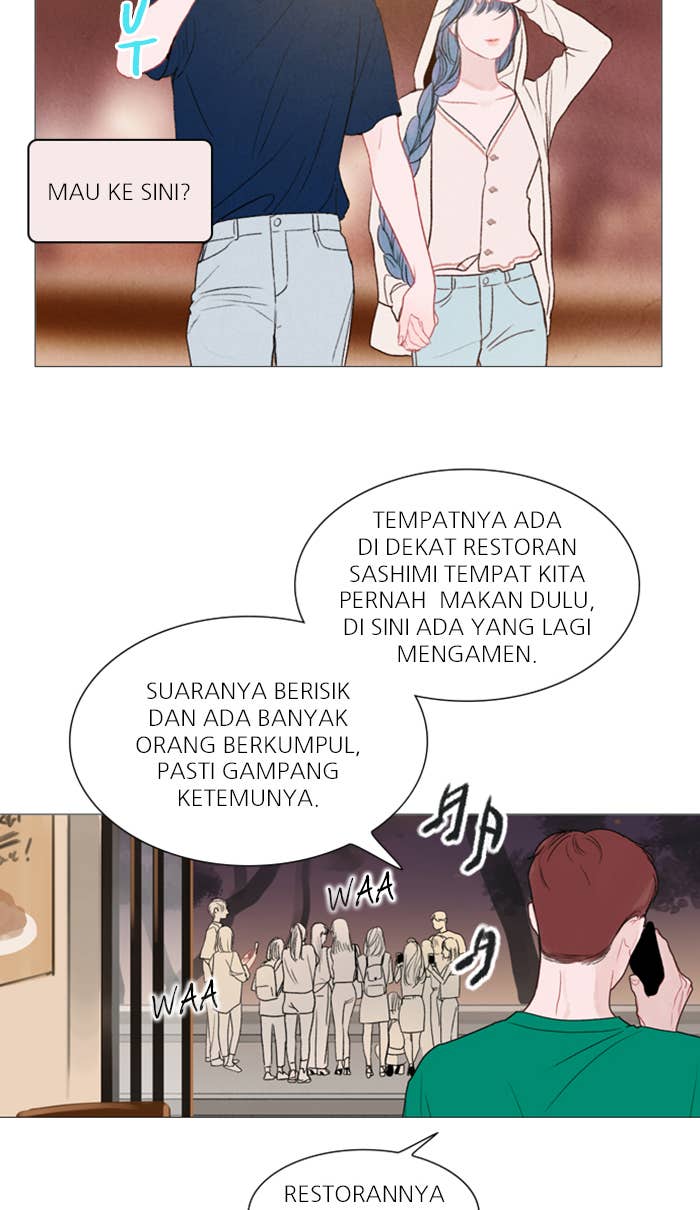 UT
MAU KE SINI?
TEMPATNYA ADA
DI DEKAT RESTORAN
SASHIMI TEMPAT KITA
PERNAH MAKAN DULU,
DI SINI ADA YANG LAGI
MENGAMEN.
SUARANYA BERISIK
DAN ADA BANYAK
ORANG BERKUMPUL,
PASTI GAMPANG
KETEMUNYA.
WAA
WAA
RESTORANNYA